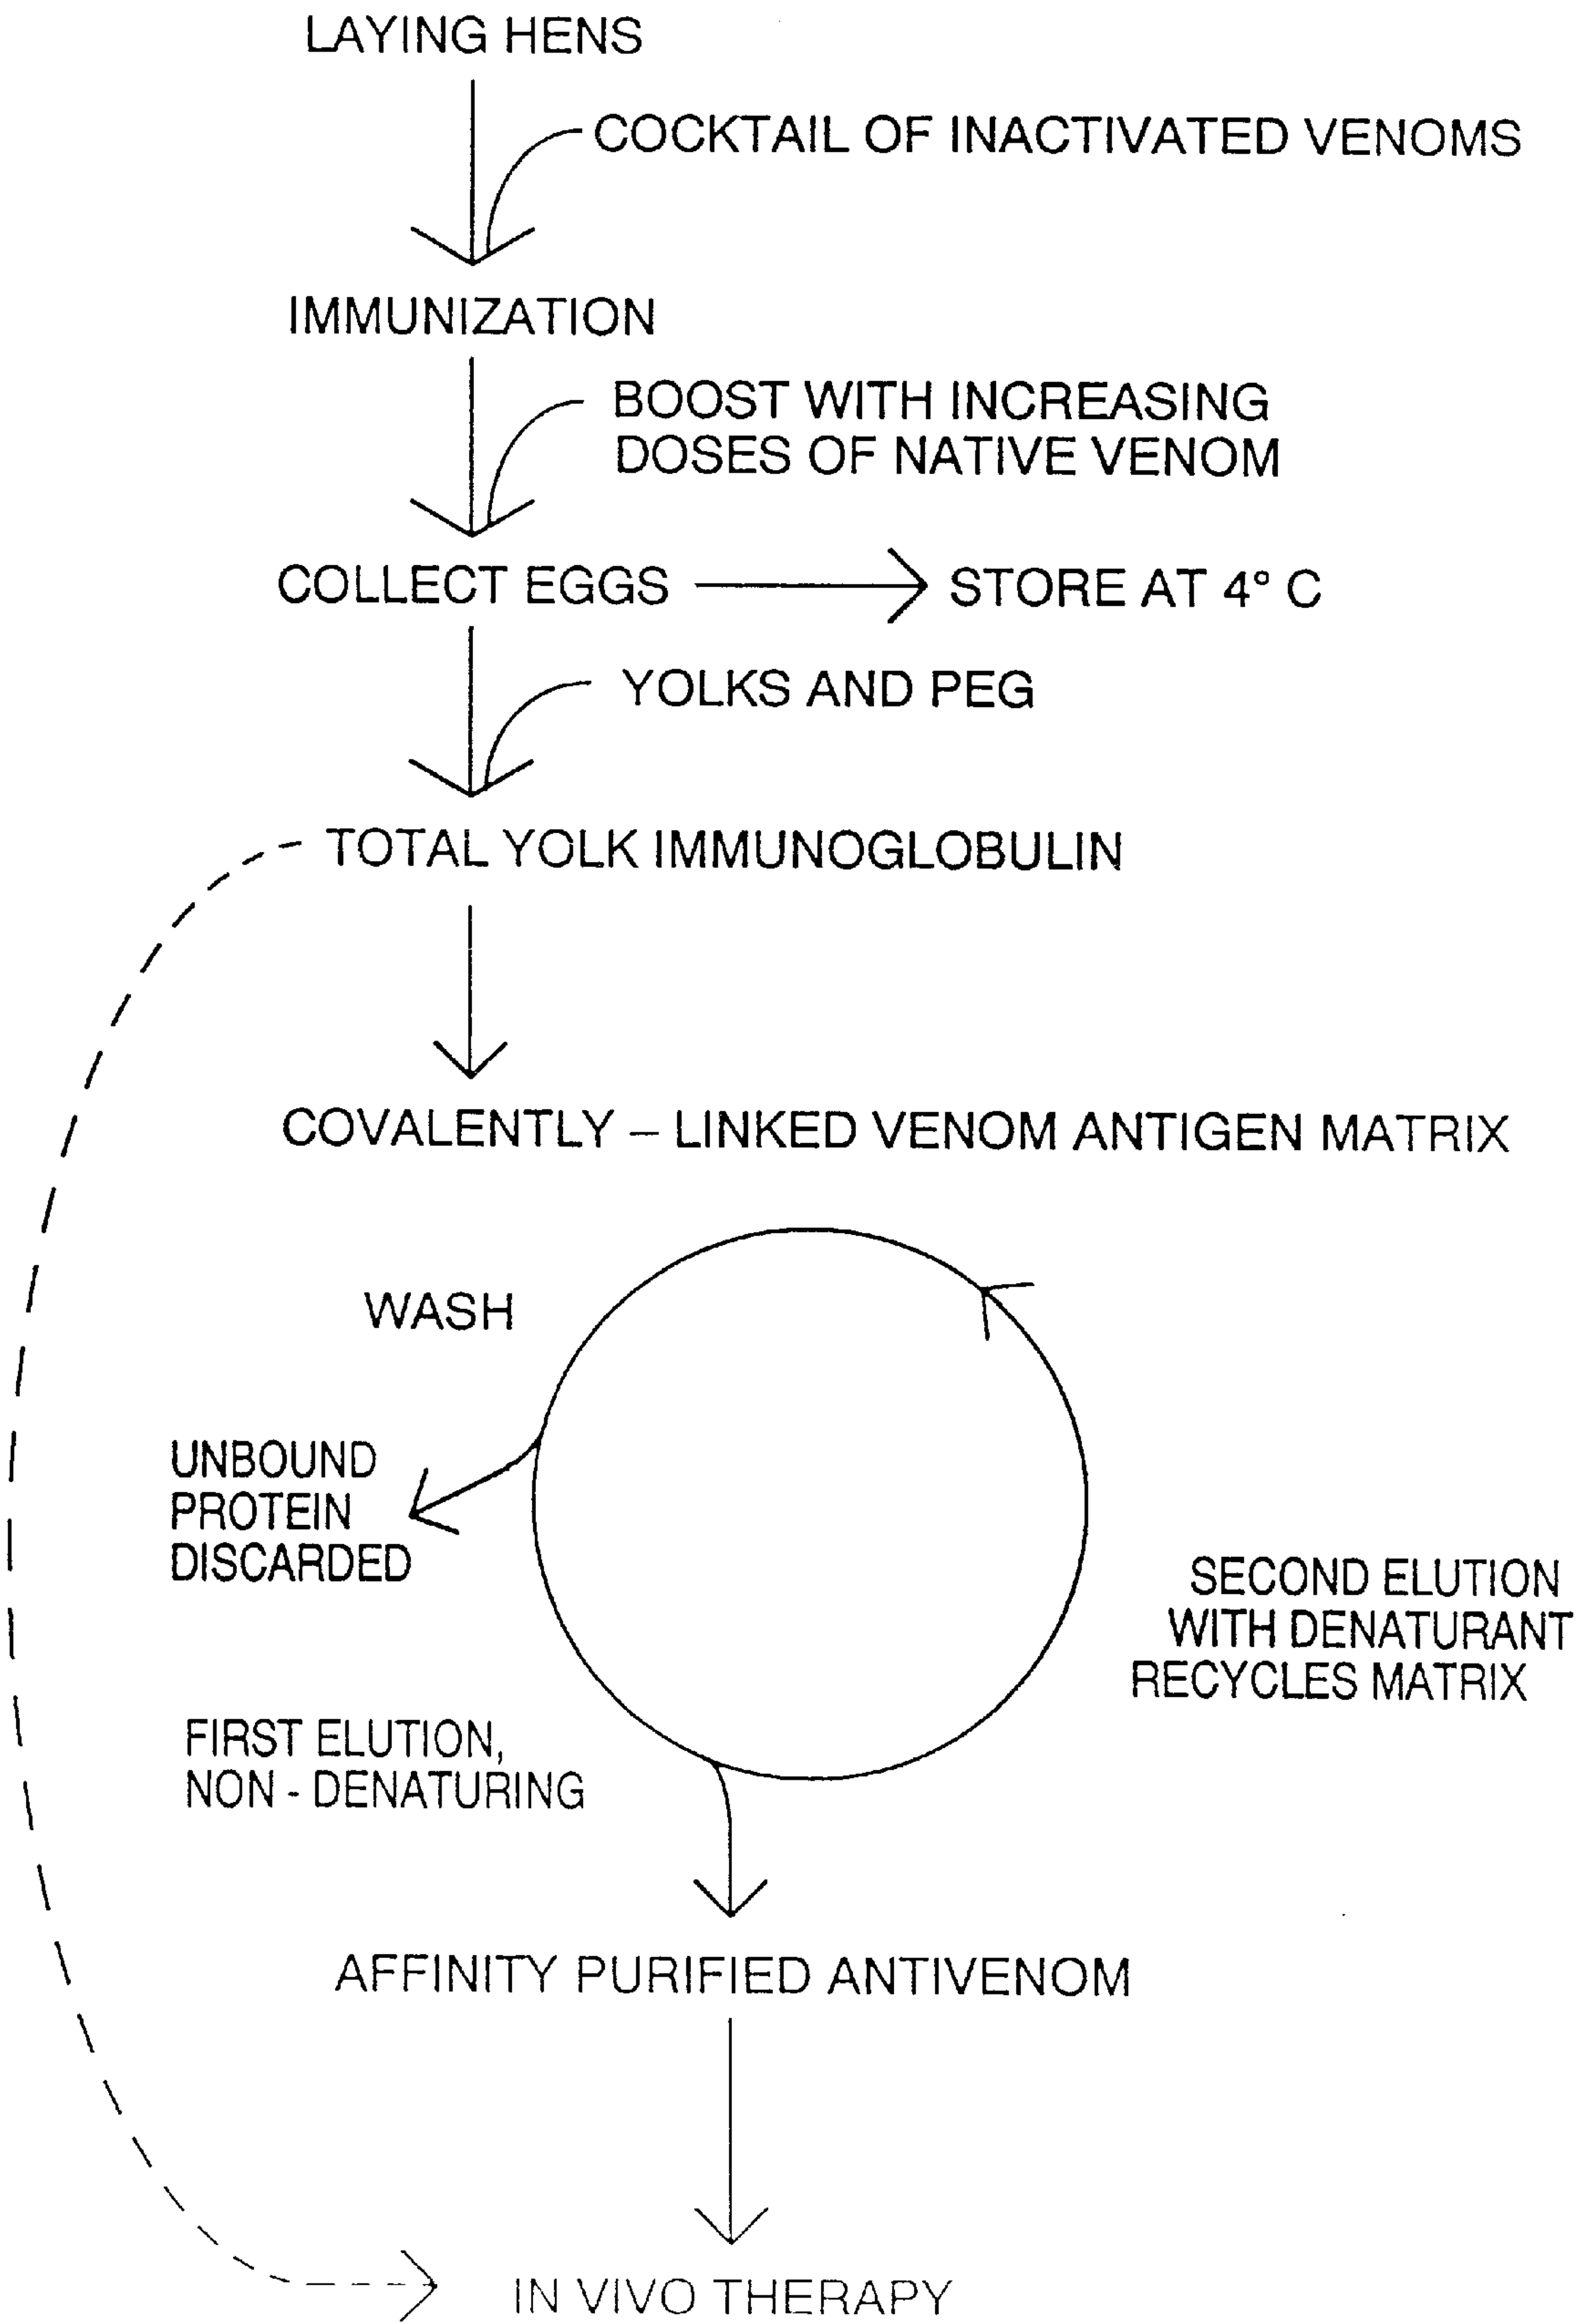 LAYING HENS
COCKTAIL OF INACTIVATED VENOMS
IMMUNIZATION
BOOST WITH INCREASING
DOSES OF NATIVE VENOM
COLLECT EGGS
STORE AT 4° C
YOLKS AND PEG
TOTAL YOLK IMMUNOGLOBULIN
COVALENTLY – LINKED VENOM ANTIGEN MATRIX
WASH
UNBOUND
PROTEIN
DISCARDED
SECOND ELUTION
WITH DENATURANT
RECYCLES MATRIX
FIRST ELUTION,
NON - DENATURING
AFFINITY PURIFIED ANTIVENOM
IN VIVO THERAPY